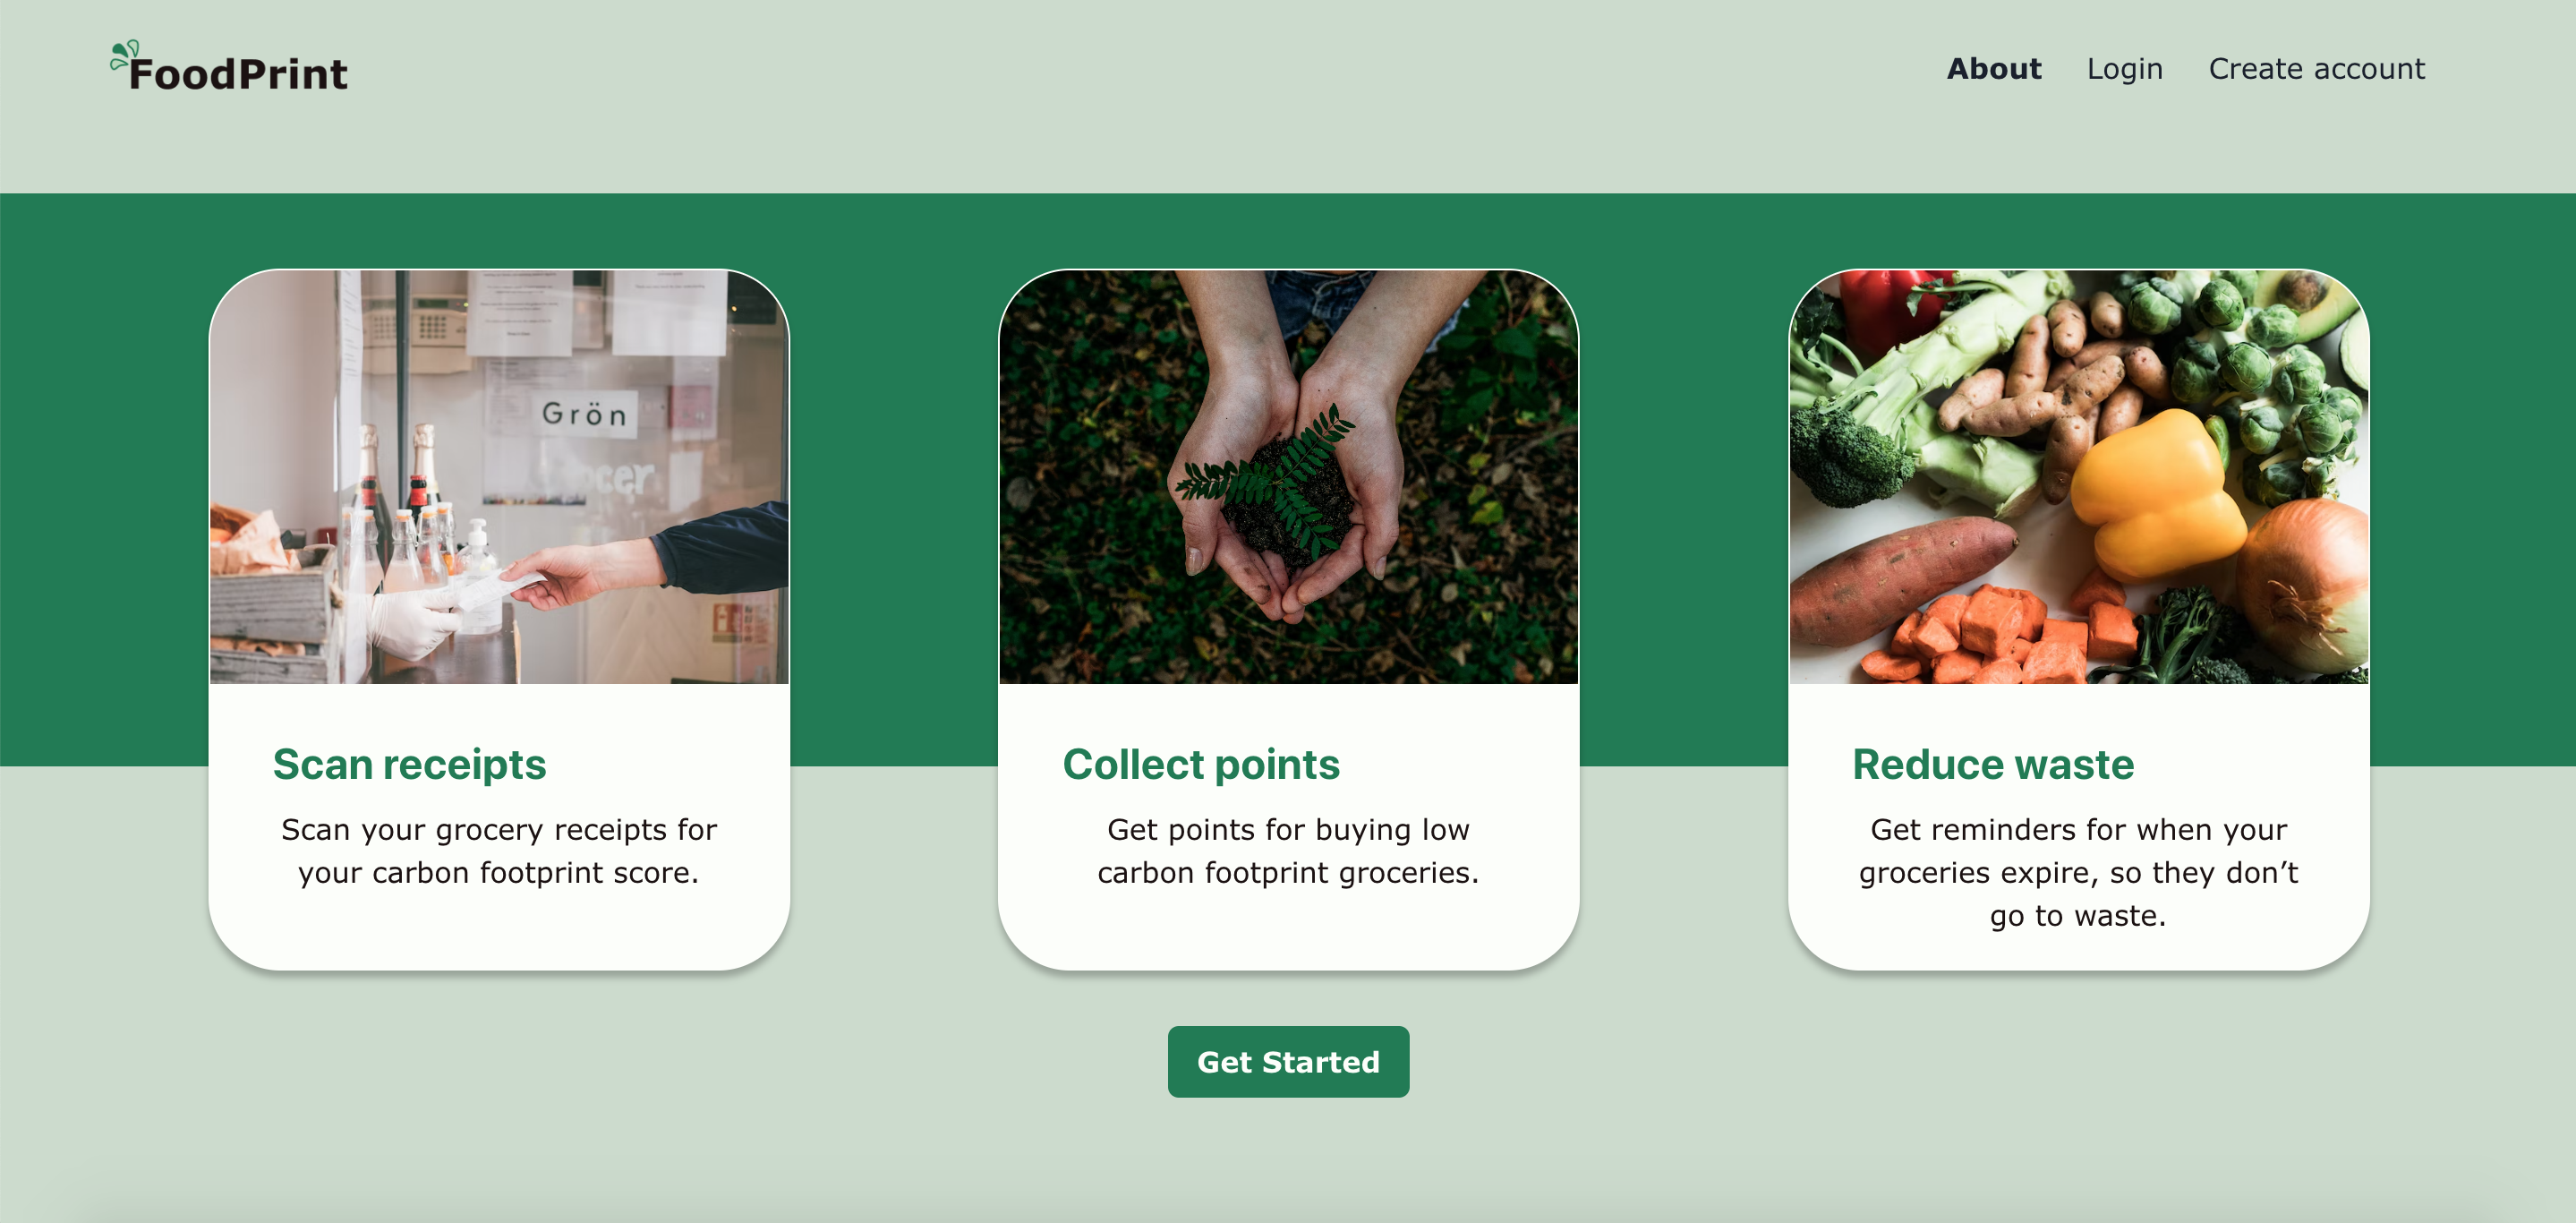 FoodPrint
About Login Create account
Grön
Scan receipts
Scan your grocery receipts for
your carbon footprint score.
Collect points
Get points for buying low
carbon footprint groceries.
Reduce waste
Get reminders for when your
groceries expire, so they don’t
go to waste.
Get Started